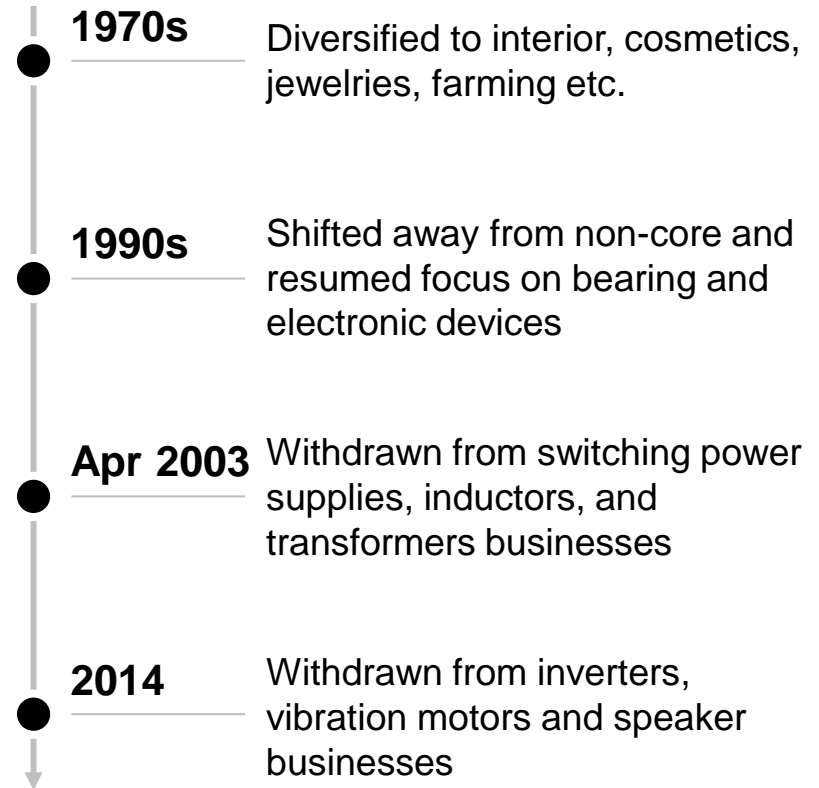 1970s
Diversified to interior, cosmetics,
jewelries, farming etc.
1990s
Shifted away from non-core and
resumed focus on bearing and
electronic devices
Apr 2003
Withdrawn from switching power
supplies, inductors, and
transformers businesses
2014
Withdrawn from inverters,
vibration motors and speaker
businesses